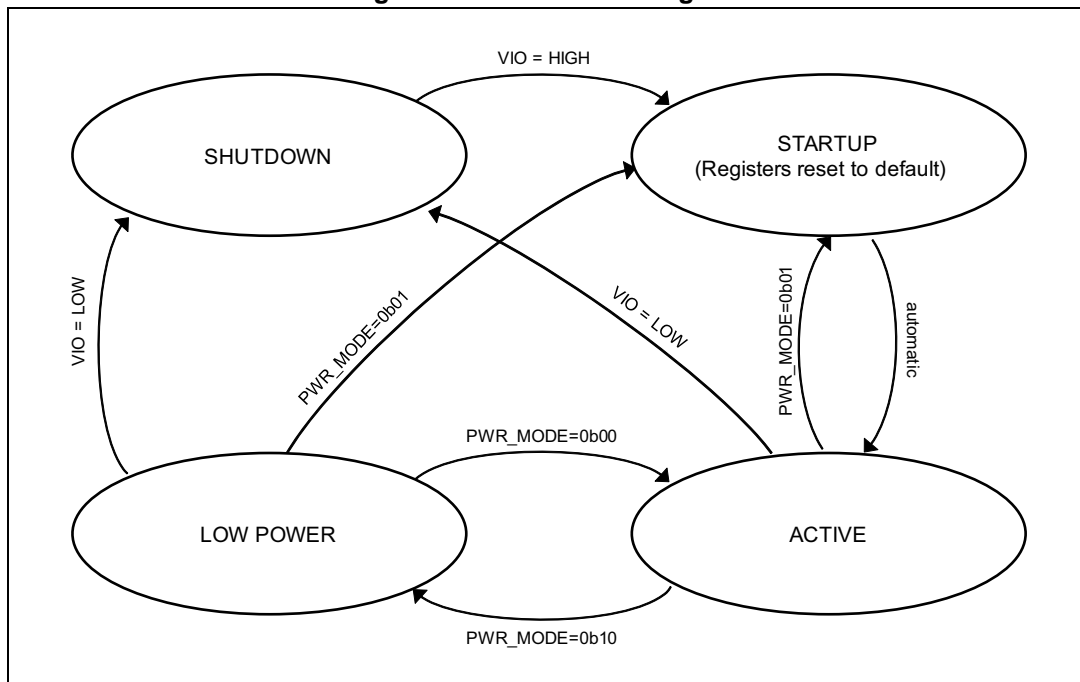 VIO = HIGH
SHUTDOWN
STARTUP
(Registers reset to default)
VIO = LOW
PWR_MODE=0b01
VIO = LOW
PWR_MODE=0b01
automatic
PWR_MODE=0b00
LOW POWER
ACTIVE
PWR_MODE=0b10